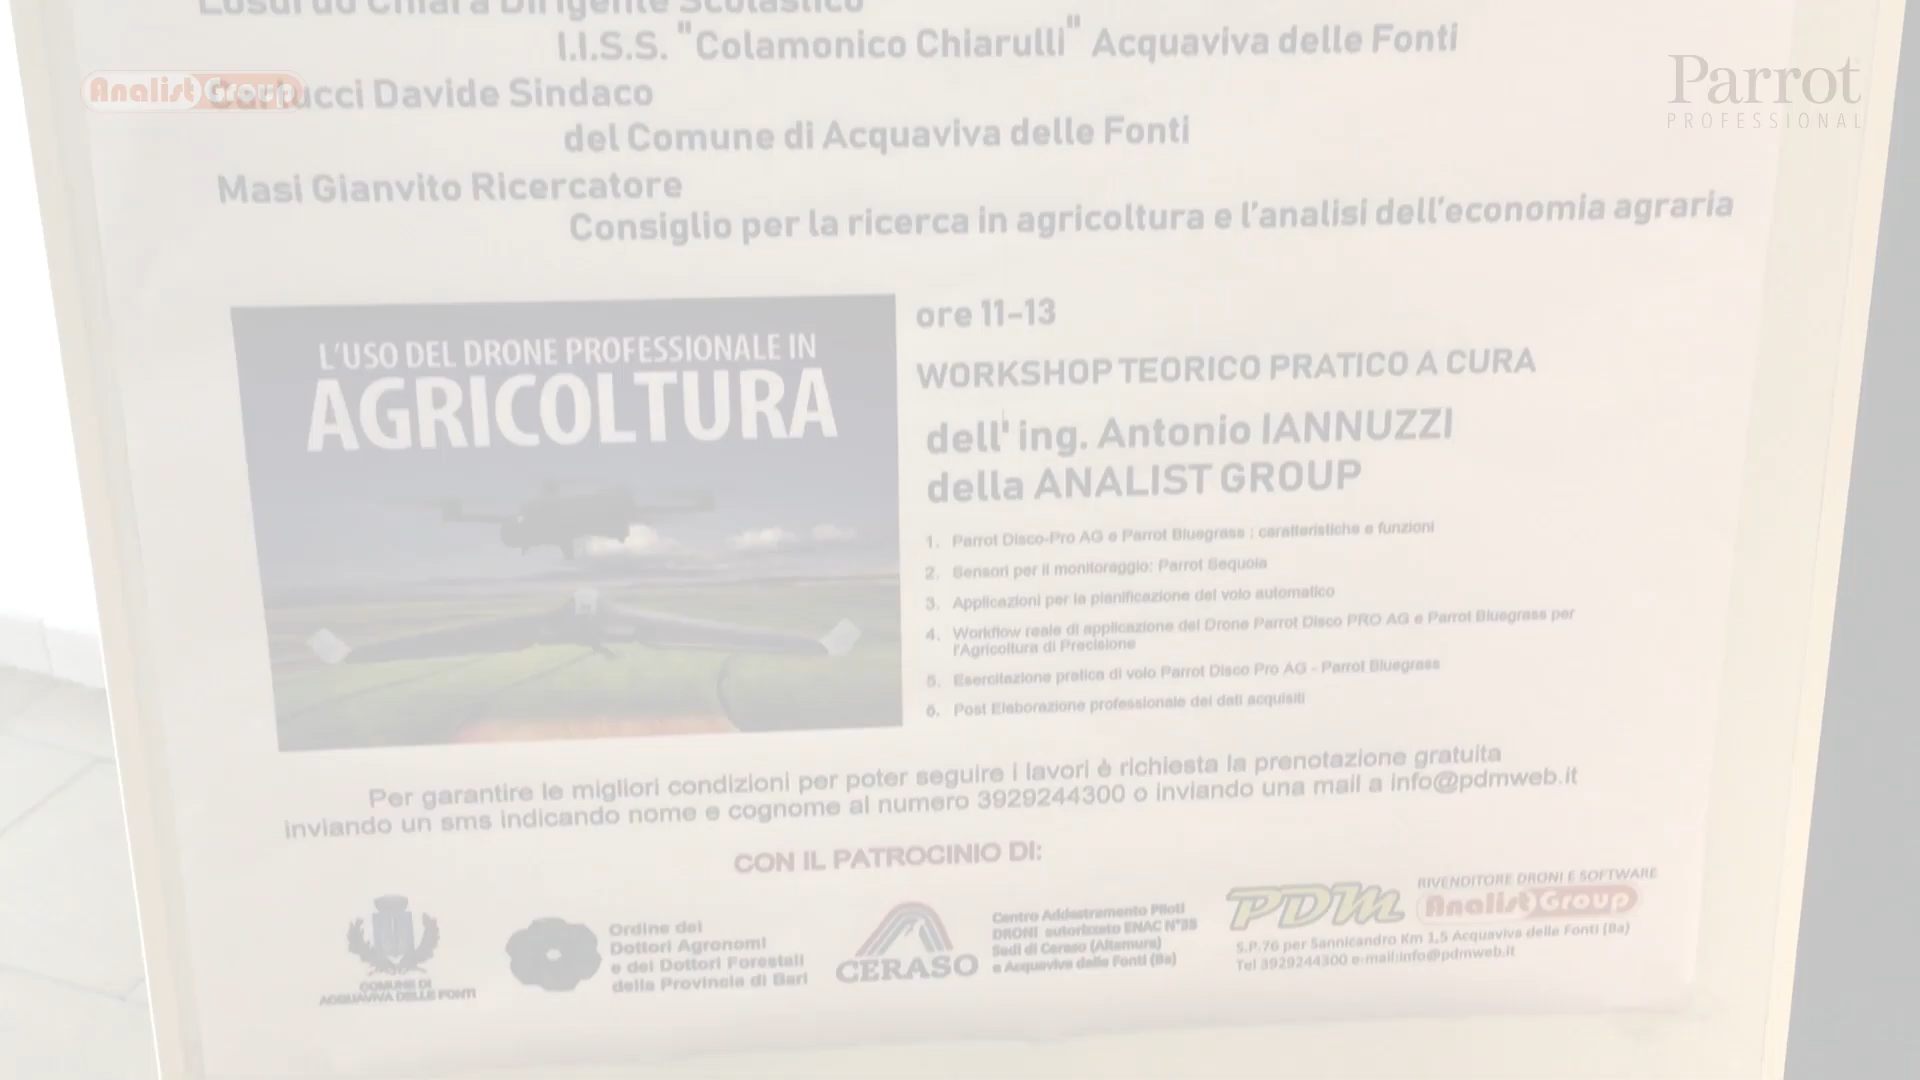 Losurdo Chiara Dirigente Scolastico
I.I.S.S. "Colamonico Chiarulli" Acquaviva delle Fonti
Analist Group
Parrot
PROFESSIONAL
Carlucci Davide Sindaco
del Comune di Acquaviva delle Fonti
Masi Gianvito Ricercatore
Consiglio per la ricerca in agricoltura e l'analisi dell'economia agraria
L'USO DEL DRONE PROFESSIONALE IN
AGRICOLTURA
ore 11-13
WORKSHOP TEORICO PRATICO A CURA
dell' ing. Antonio IANNUZZI
della ANALIST GROUP
1. Parrot Disco-Pro AG e Parrot Bluegrass : caratteristiche e funzioni
2. Sensori per il monitoraggio: Parrot Sequoia
3. Applicazioni per la pianificazione del volo automatico
4. Workflow reale di applicazione del Drone Parrot Disco PRO AG e Parrot Bluegrass per
l'Agricoltura di Precisione
5. Esercitazione pratica di volo Parrot Disco Pro AG - Parrot Bluegrass
6. Post Elaborazione professionale dei dati acquisiti
Per garantire le migliori condizioni per poter seguire i lavori è richiesta la prenotazione gratuita
inviando un sms indicando nome e cognome al numero 3929244300 o inviando una mail a info@pdmweb.it
CON IL PATROCINIO DI:
COMUNE DI
ACQUAVIVA DELLE FONTI
Ordine dei
Dottori Agronomi
e dei Dottori Forestali
della Provincia di Bari
CERASO
Centro Addestramento Piloti
DRONI autorizzato ENAC N°35
Sedi di Ceraso (Altamura)
e Acquaviva delle Fonti (Ba)
PDM
RIVENDITORE DRONI E SOFTWARE
Analist Group
S.P.76 per Sannicandro Km 1,5 Acquaviva delle Fonti (Ba)
Tel 3929244300 e-mail:info@pdmweb.it